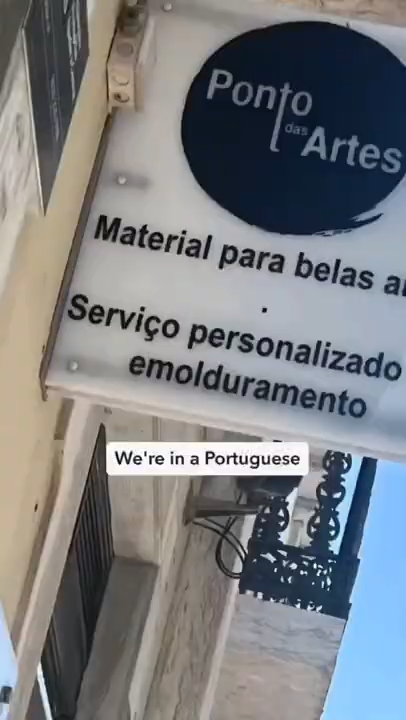 Ponto
das
Artes
Material para belas
Serviço personalizado
emolduramento
We're in a Portuguese